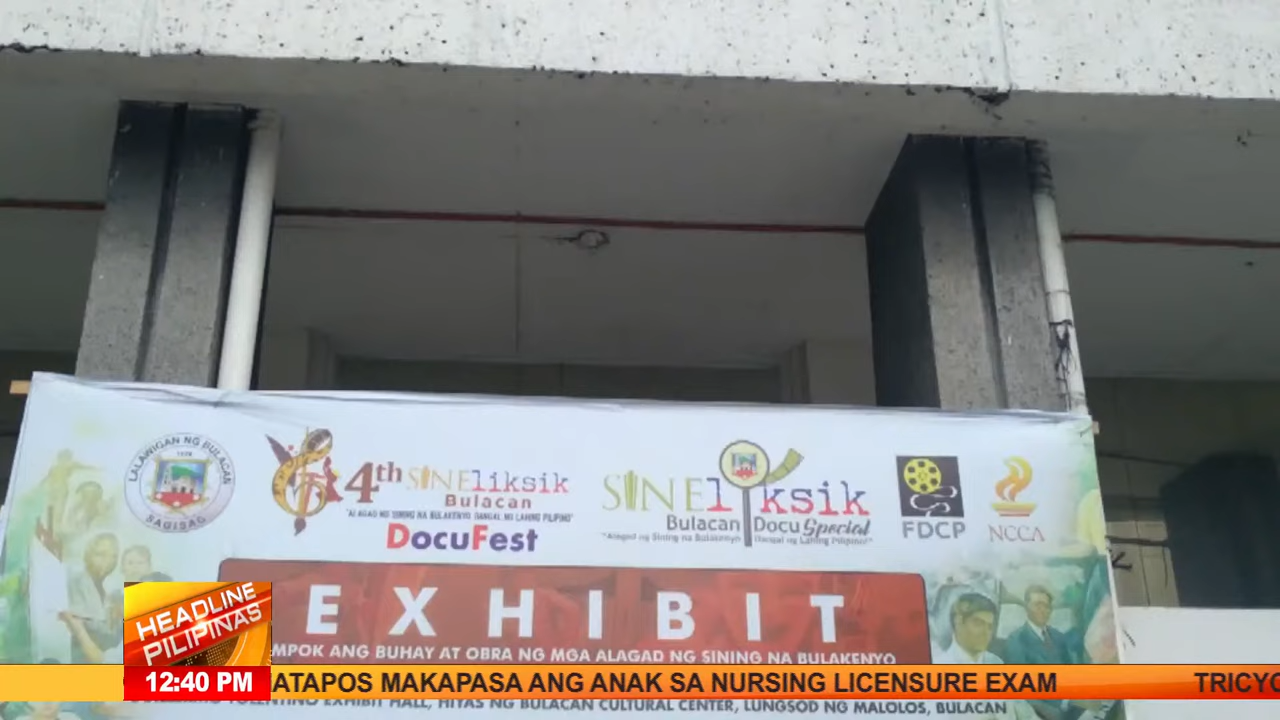 LALAWIGAN NG BULACAN
SAGISAG
4th SINELIKSIK
Bulacan
"ALAGAD NG SINING NA BULAKENYO: DANGAL NG LAHING PILIPINO"
DocuFest
SINELIKSIK
Bulacan Docu Special
"Alagad ng Sining na Bulakenyo Dangal ng Lahing Pilipino"
FDCP
NCCA
EXHIBIT
MPOK ANG BUHAY AT OBRA NG MGA ALAGAD NG SINING NA BULAKENYO
HEADLINE
PILIPINAS
12:40 PM
ATAPOS MAKAPASA ANG ANAK SA NURSING LICENSURE EXAM
TRICYC
TOLENTINO EXHIBIT HALL, HIYAS NG BULACAN CULTURAL CENTER, LUNGSOD NG MALOLOS, BULACAN